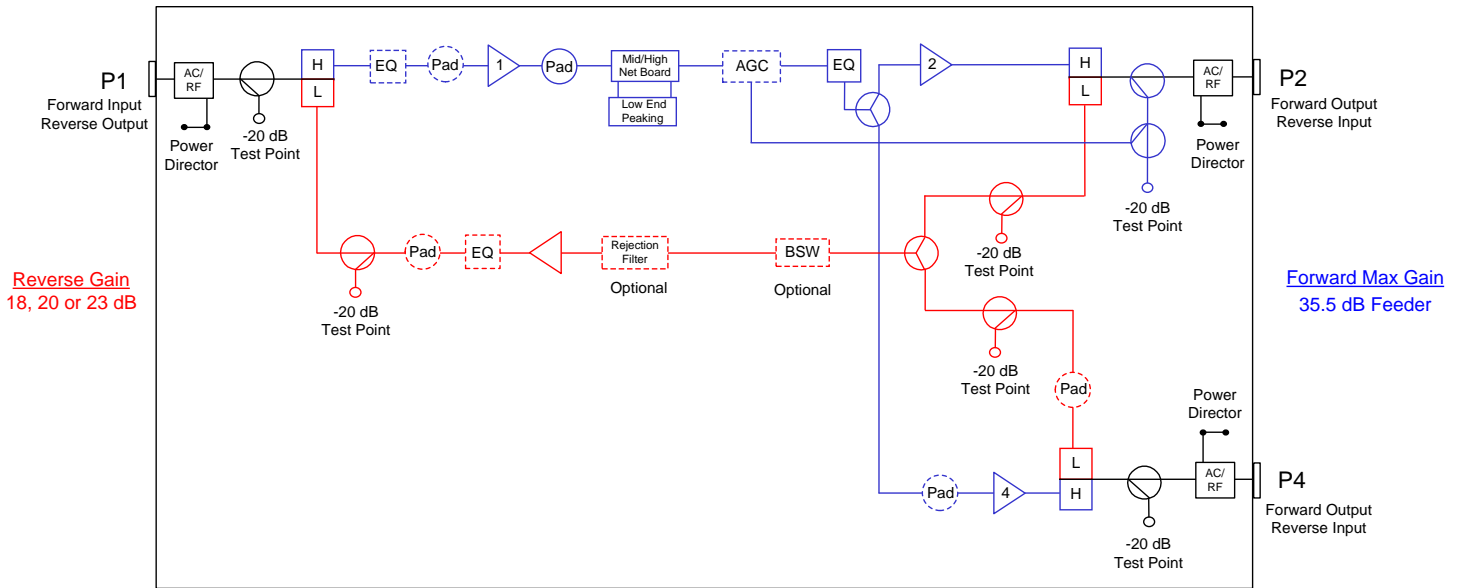 P1
Forward Input
Reverse Output
AC/
RF
Power
Director
-20 dB
Test Point
H
L
EQ
Pad
1
Pad
Mid/High
Net Board
Low End
Peaking
AGC
EQ
2
H
L
-20 dB
Test Point
AC/
RF
Power
Director
P2
Forward Output
Reverse Input
Reverse Gain
18, 20 or 23 dB
-20 dB
Test Point
Pad
EQ
Rejection
Filter
Optional
BSW
Optional
-20 dB
Test Point
-20 dB
Test Point
Pad
Forward Max Gain
35.5 dB Feeder
Pad
4
L
H
-20 dB
Test Point
Power
Director
AC/
RF
P4
Forward Output
Reverse Input